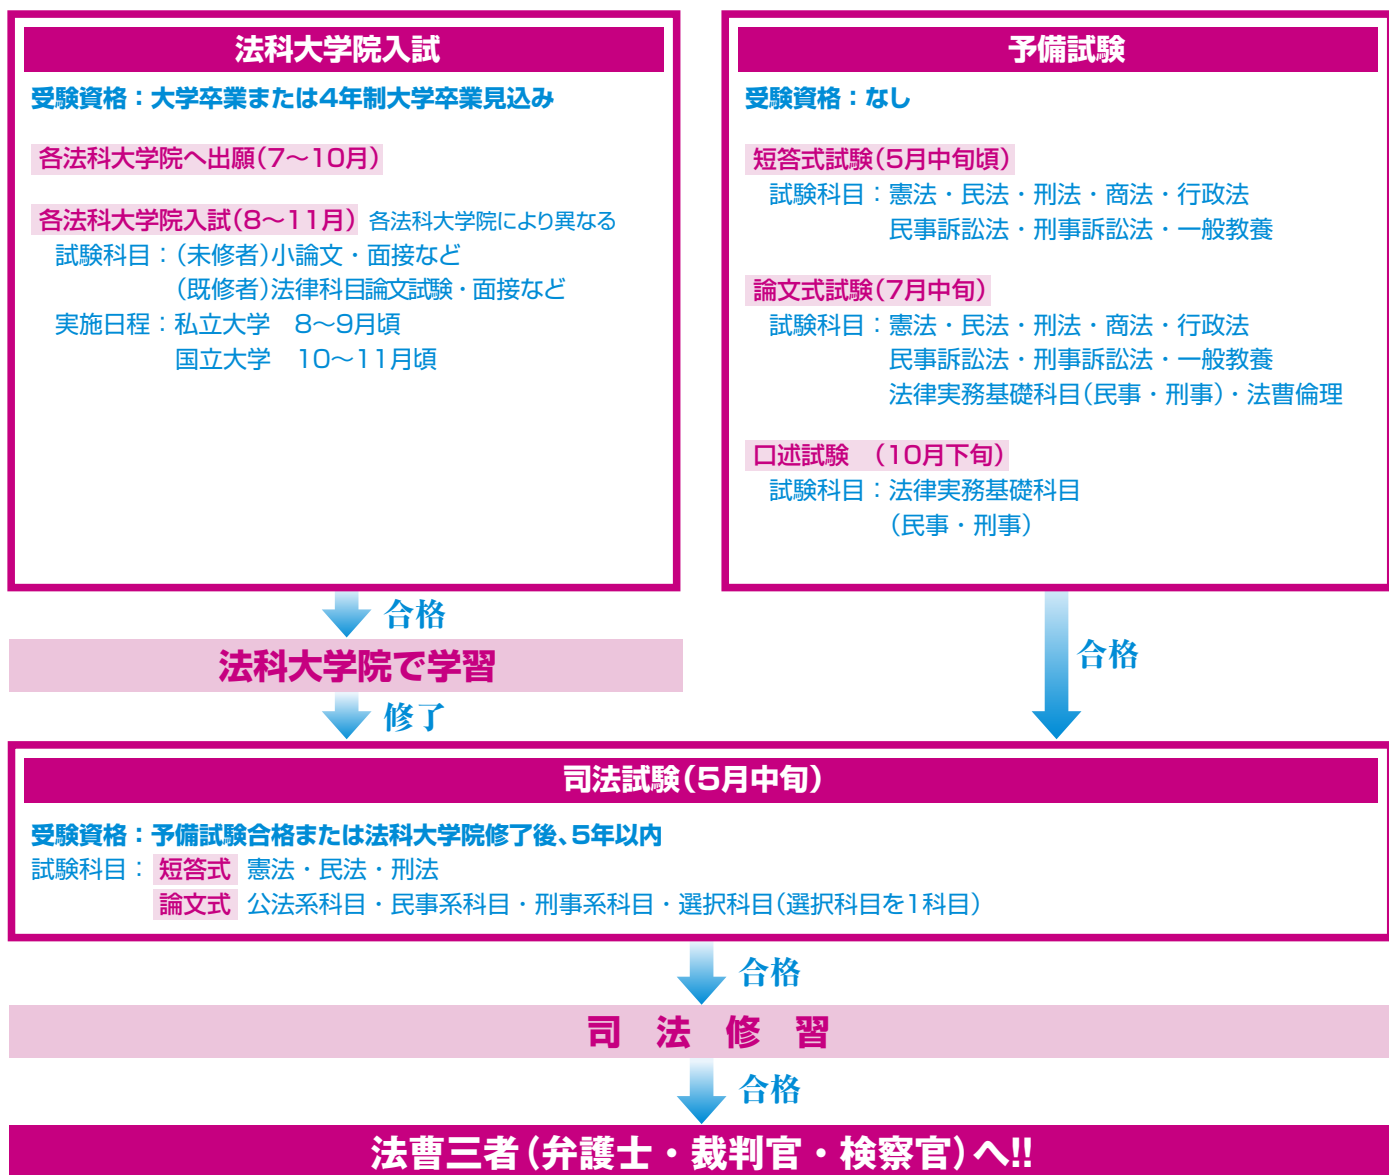 法科大学院入試
受験資格：大学卒業または4年制大学卒業見込み
各法科大学院へ出願（7〜10月）
各法科大学院入試（8〜11月） 各法科大学院により異なる
試験科目：（未修者）小論文・面接など
（既修者）法律科目論文試験・面接など
実施日程：私立大学　8〜9月頃
国立大学　10〜11月頃
予備試験
受験資格：なし
短答式試験（5月中旬頃）
試験科目：憲法・民法・刑法・商法・行政法
民事訴訟法・刑事訴訟法・一般教養
論文式試験（7月中旬）
試験科目：憲法・民法・刑法・商法・行政法
民事訴訟法・刑事訴訟法・一般教養
法律実務基礎科目（民事・刑事）・法曹倫理
口述試験　（10月下旬）
試験科目：法律実務基礎科目
（民事・刑事）
合格
法科大学院で学習
修了
合格
司法試験（5月中旬）
受験資格：予備試験合格または法科大学院修了後、5年以内
試験科目： 短答式 憲法・民法・刑法
論文式 公法系科目・民事系科目・刑事系科目・選択科目（選択科目を1科目）
合格
司　法　修　習
合格
法曹三者（弁護士・裁判官・検察官）へ!!